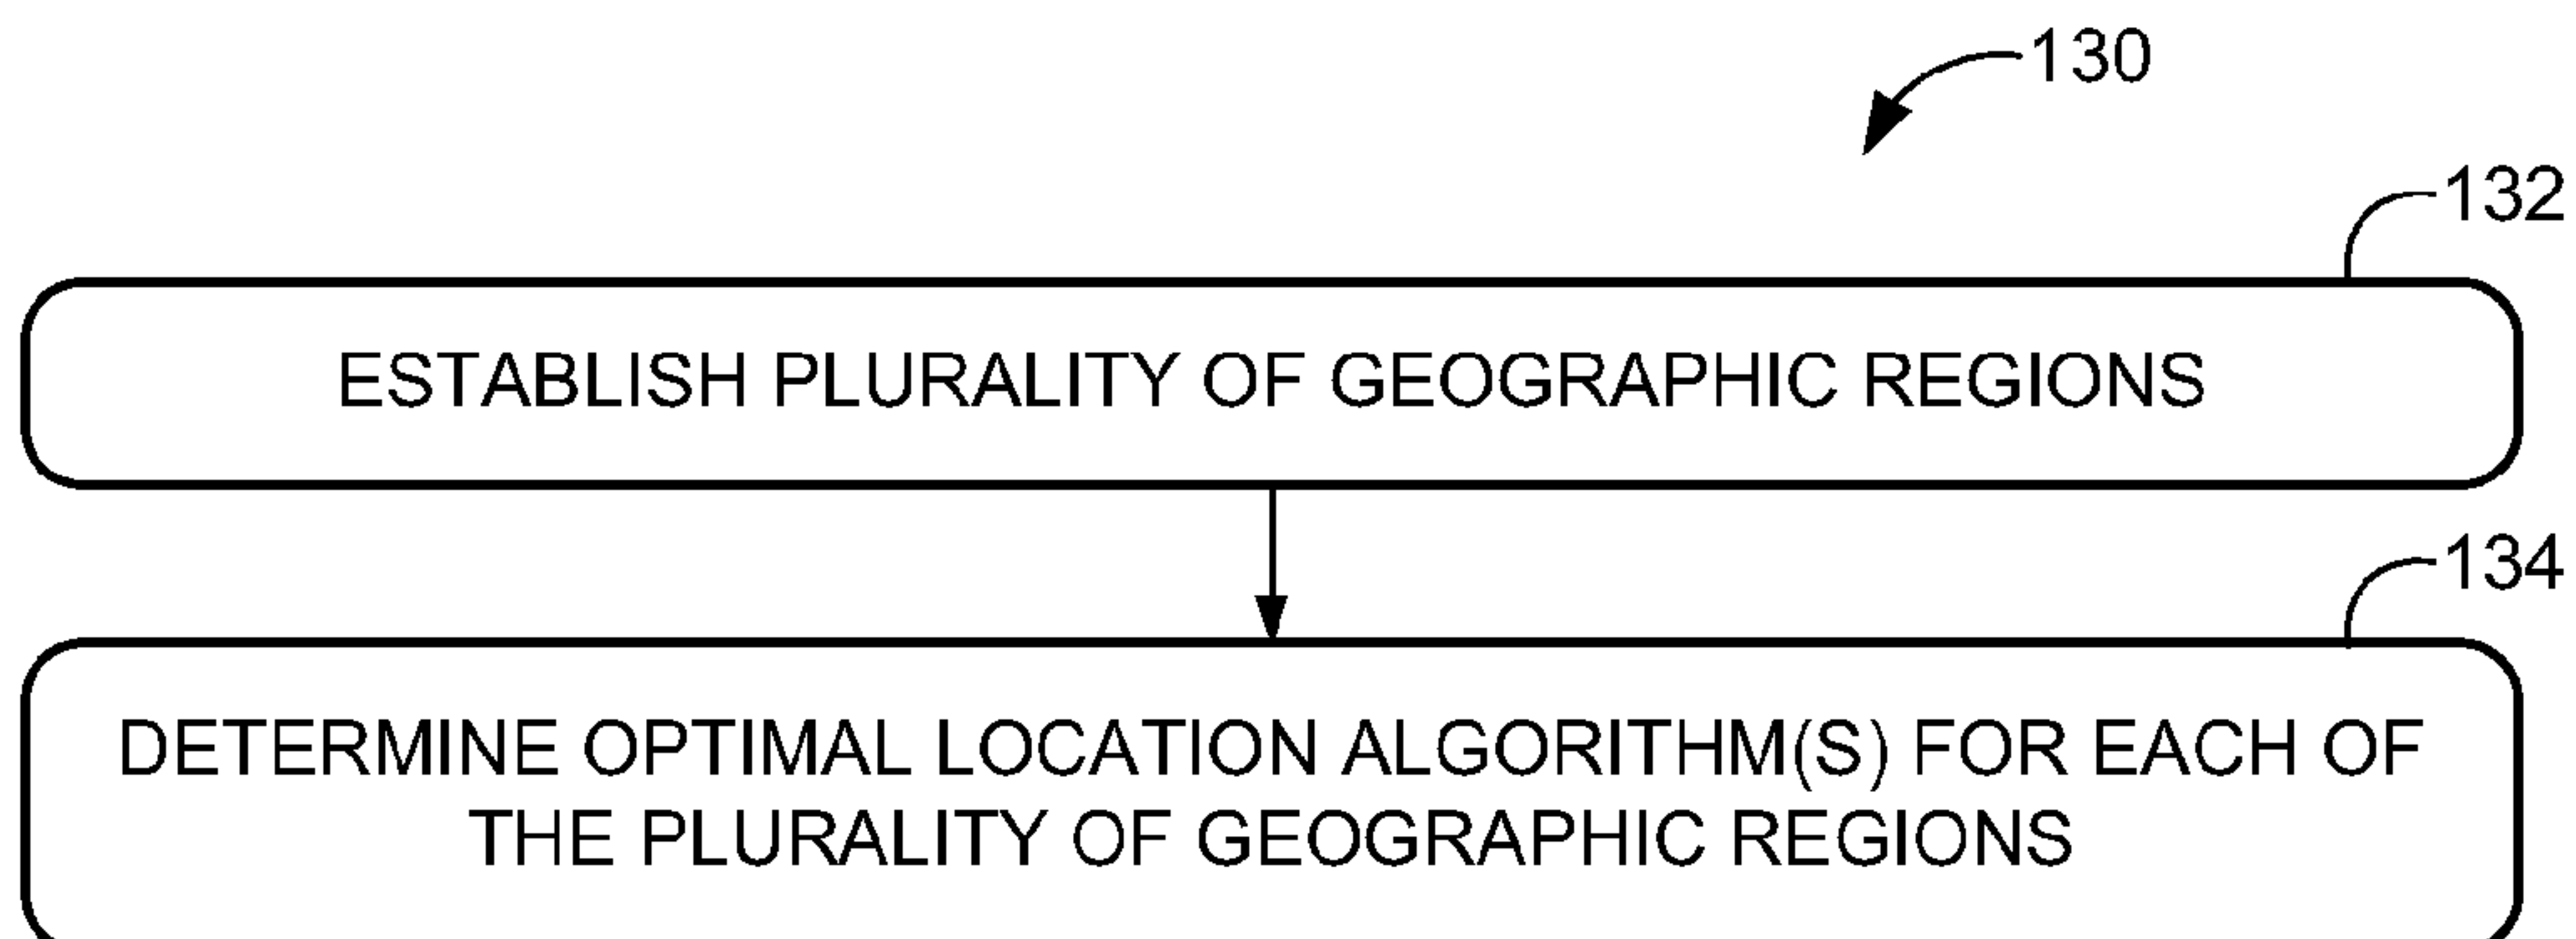 130
132
ESTABLISH PLURALITY OF GEOGRAPHIC REGIONS
134
DETERMINE OPTIMAL LOCATION ALGORITHM(S) FOR EACH OF
THE PLURALITY OF GEOGRAPHIC REGIONS